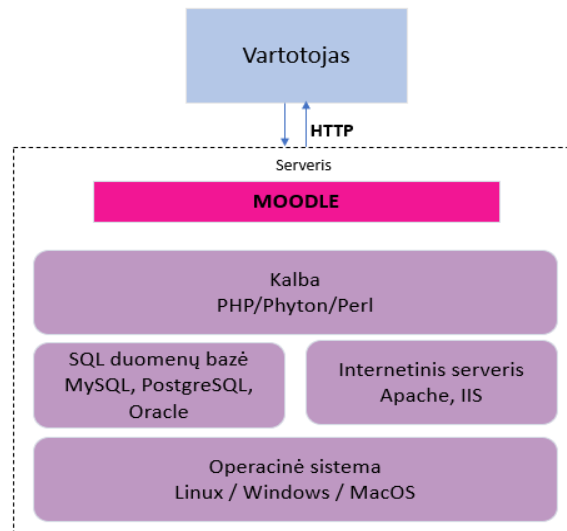 Vartotojas
HTTP
Serveris
MOODLE
Kalba
PHP/Phyton/Perl
SQL duomenų bazė
MySQL, PostgreSQL,
Oracle
Internetinis serveris
Apache, IIS
Operacinė sistema
Linux / Windows / MacOS